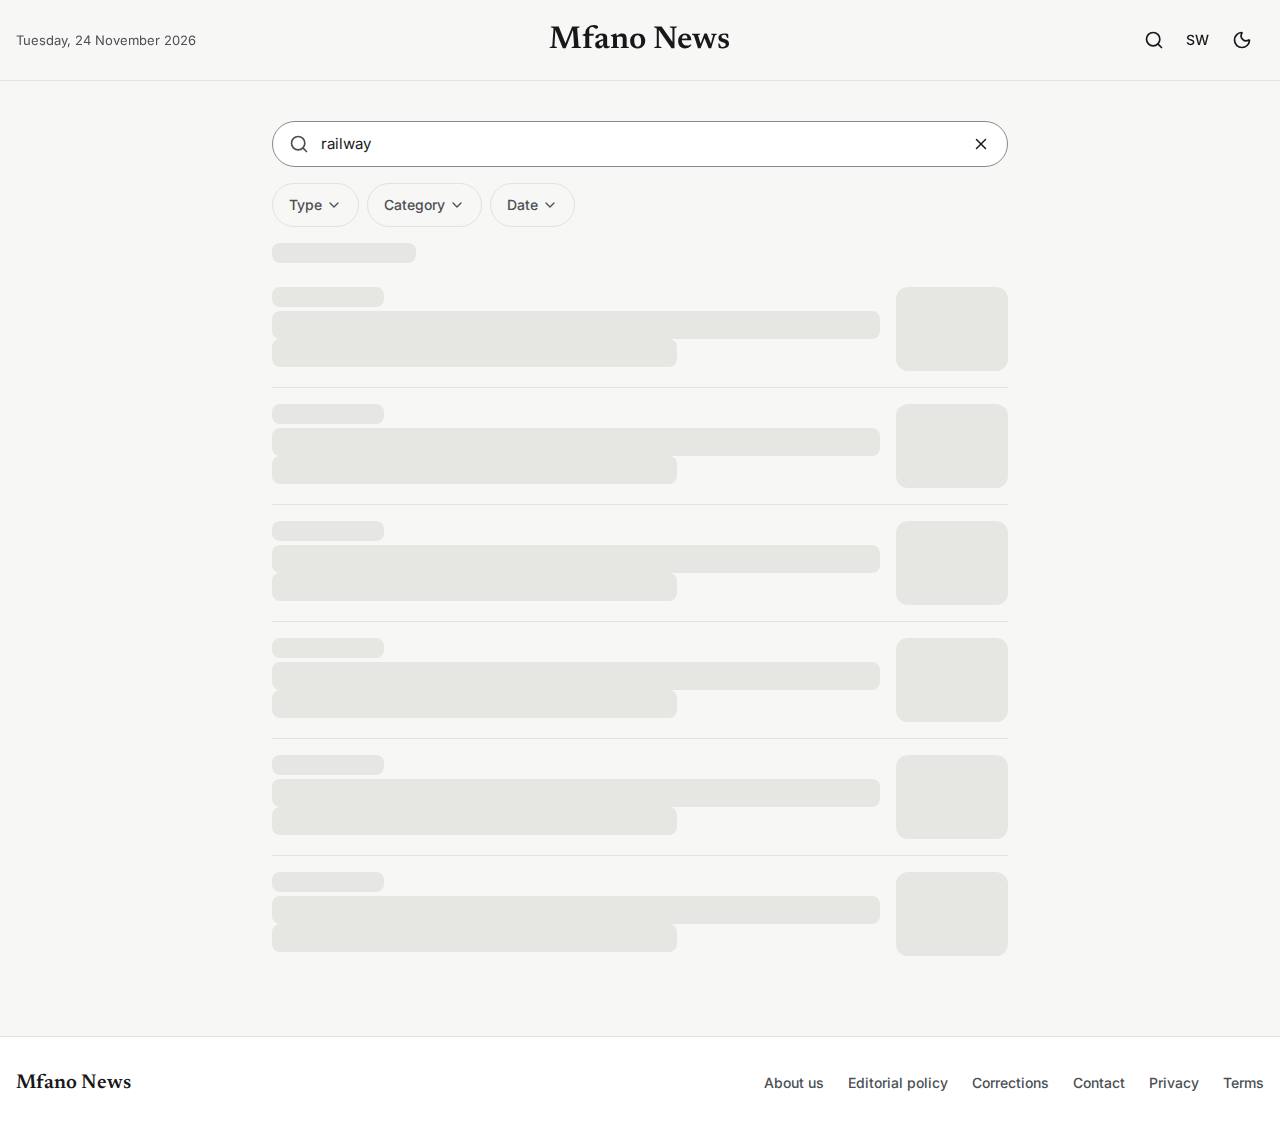 Tuesday, 24 November 2026
Mfano News
SW
railway
Type
Category
Date
Mfano News
About us
Editorial policy
Corrections
Contact
Privacy
Terms